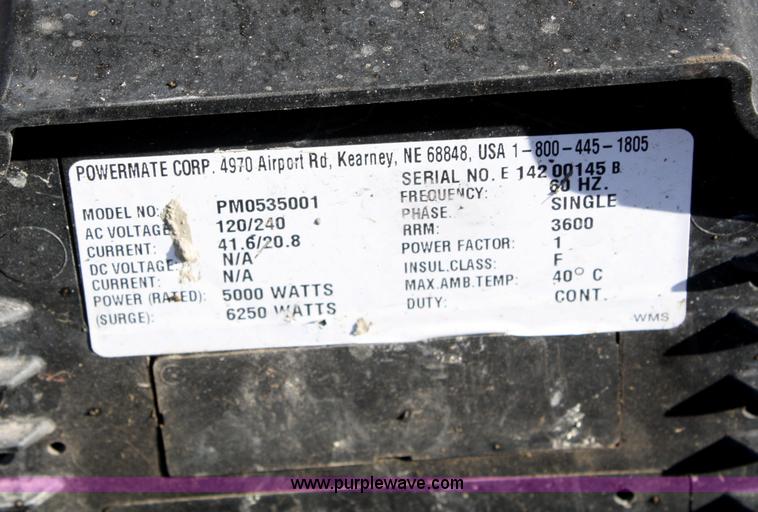 POWERMATE CORP. 4970 Airport Rd, Kearney, NE 68848, USA 1-800-445-1805
SERIAL NO. E 142 00145 B
MODEL NO: PM0535001
AC VOLTAGE: 120/240
CURRENT: 41.6/20.8
DC VOLTAGE: N/A
CURRENT: N/A
POWER (RATED): 5000 WATTS
(SURGE): 6250 WATTS
FREQUENCY: 60 HZ.
PHASE: SINGLE
RRM: 3600
POWER FACTOR: 1
INSUL.CLASS: F
MAX.AMB.TEMP: 40° C
DUTY: CONT.
WMS
www.purplewave.com